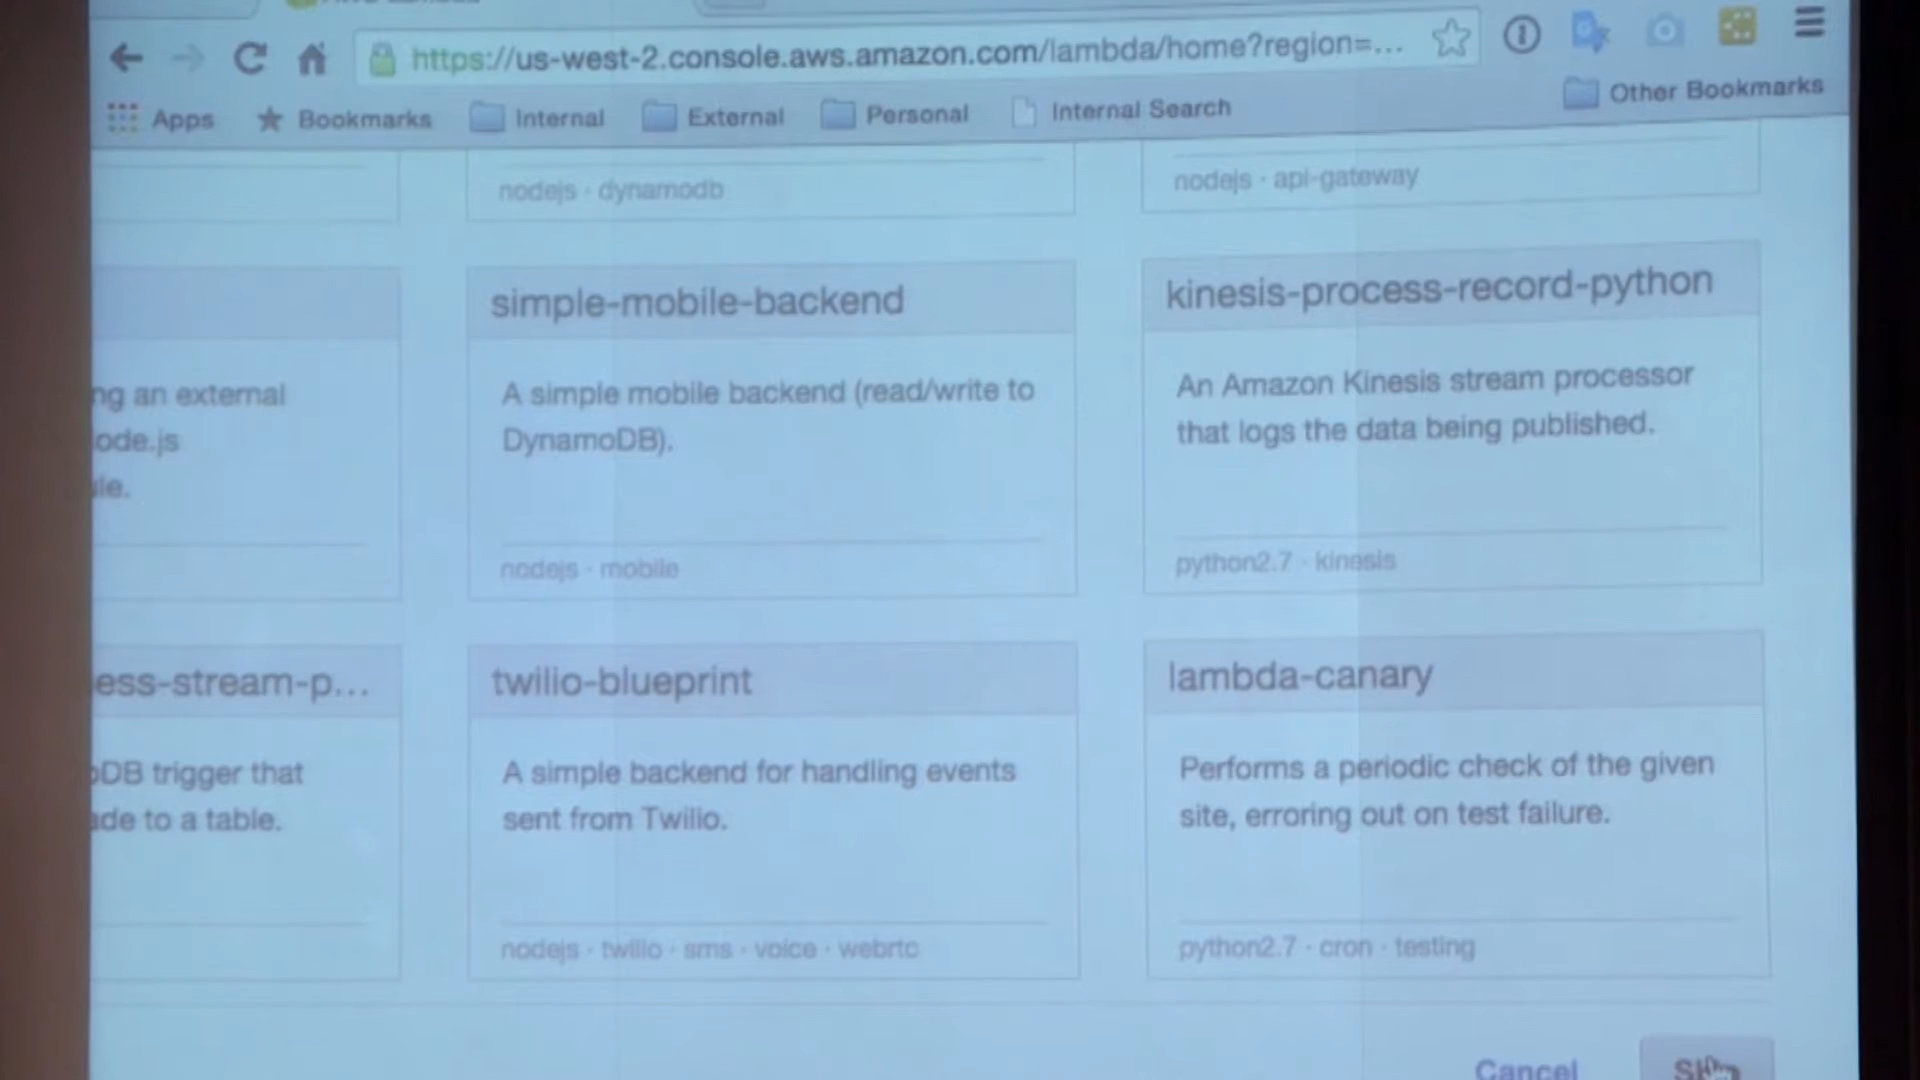 https://us-west-2.console.aws.amazon.com/lambda/home?region=...
Apps Bookmarks Internal External Personal Internal Search Other Bookmarks
nodejs · dynamodb
nodejs · api-gateway
ng an external
ode.js
le.
simple-mobile-backend
A simple mobile backend (read/write to
DynamoDB).
nodejs · mobile
kinesis-process-record-python
An Amazon Kinesis stream processor
that logs the data being published.
python2.7 · kinesis
ess-stream-p...
DB trigger that
ade to a table.
twilio-blueprint
A simple backend for handling events
sent from Twilio.
nodejs · twilio · sms · voice · webrtc
lambda-canary
Performs a periodic check of the given
site, erroring out on test failure.
python2.7 · cron · testing
Cancel